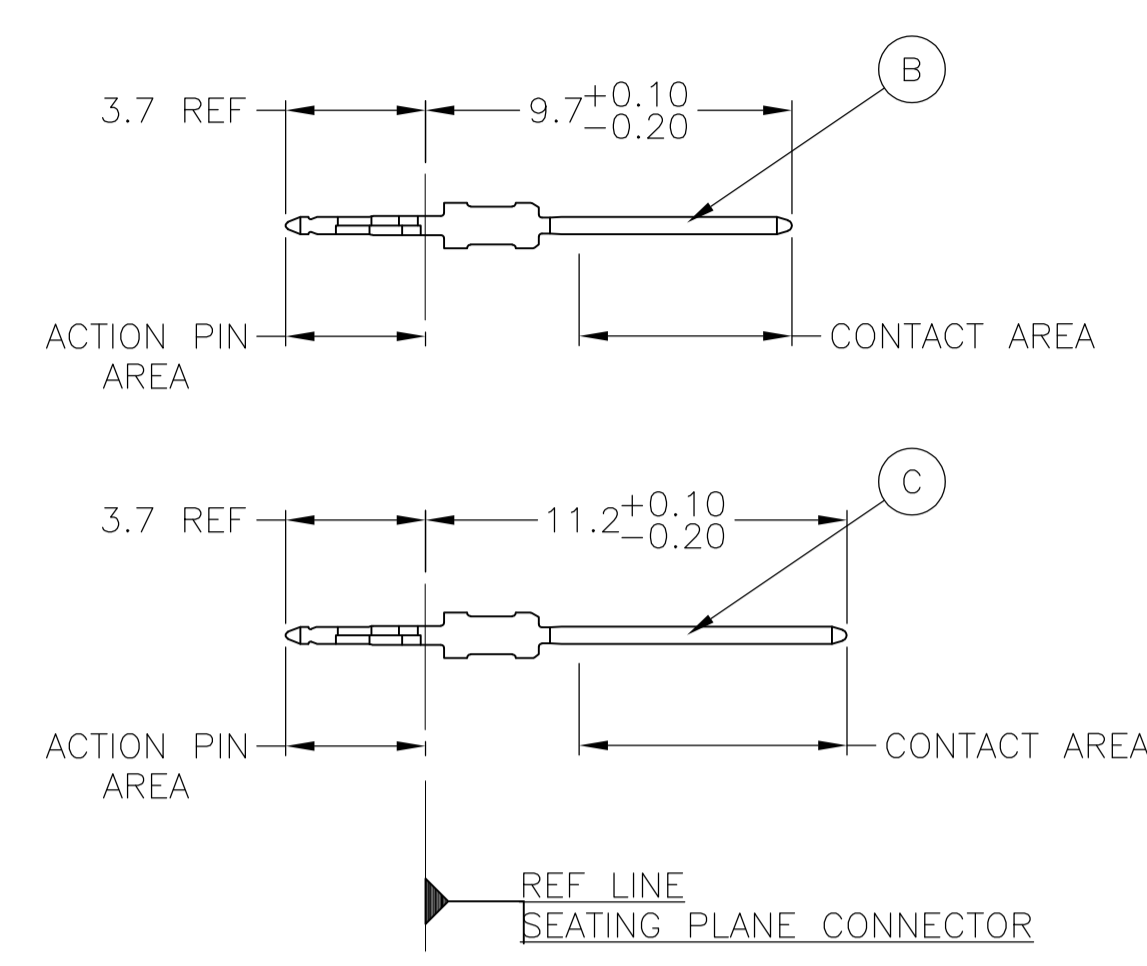 B
3.7 REF
9.7+0.10
-0.20
ACTION PIN
AREA
CONTACT AREA
C
3.7 REF
11.2+0.10
-0.20
ACTION PIN
AREA
CONTACT AREA
REF LINE
SEATING PLANE CONNECTOR